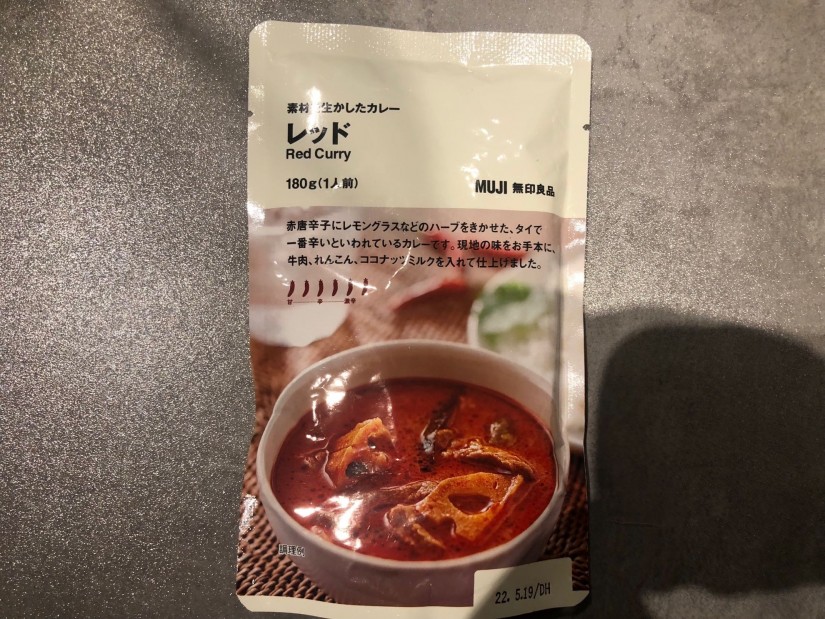 素材を生かしたカレー
レッド
Red Curry
180g(1人前)
MUJI 無印良品
赤唐辛子にレモングラスなどのハーブをきかせた、タイで
一番辛いといわれているカレーです。現地の味をお手本に、
牛肉、れんこん、ココナッツミルクを入れて仕上げました。
甘 辛 激辛
調理例
22. 5.19/DH